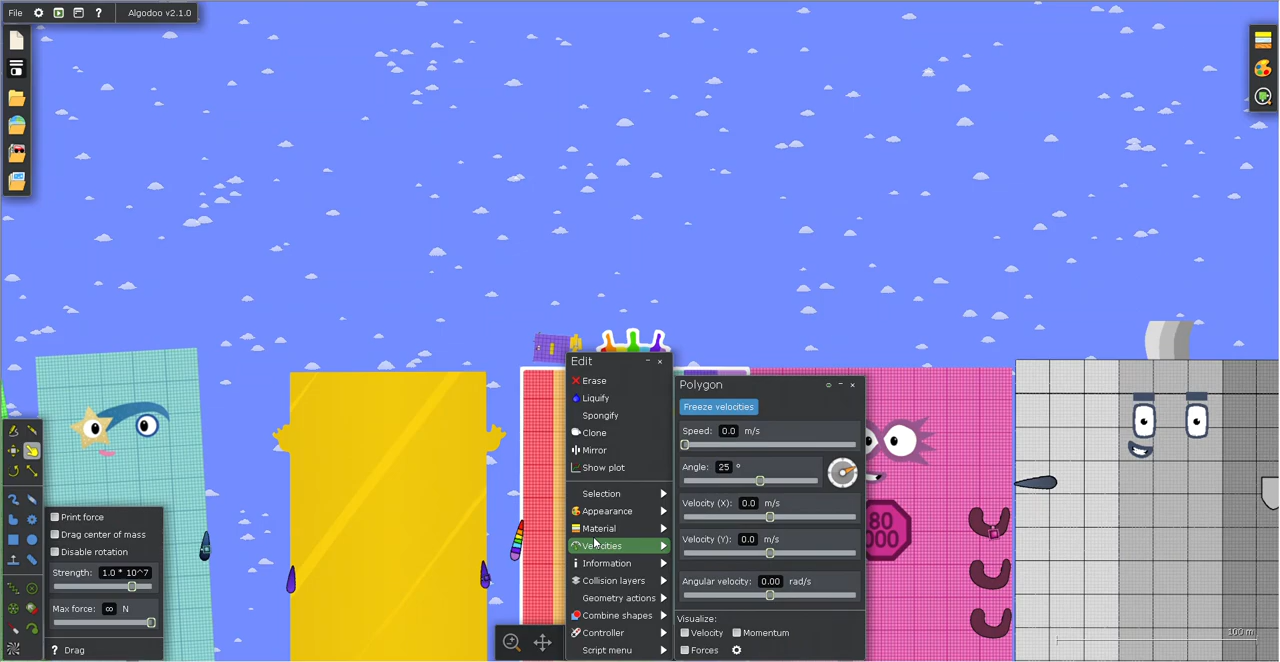 File ? Algodoo v2.1.0
Edit
Erase
Liquify
Spongify
Clone
Mirror
Show plot
Selection
Appearance
Material
Velocities
Information
Collision layers
Geometry actions
Combine shapes
Controller
Script menu
Polygon
Freeze velocities
Speed: 0.0 m/s
Angle: 25 °
Velocity (X): 0.0 m/s
Velocity (Y): 0.0 m/s
Angular velocity: 0.00 rad/s
Visualize:
Velocity Momentum
Forces
Print force
Drag center of mass
Disable rotation
Strength: 1.0 * 10^7
Max force: ∞ N
? Drag
80
000
100 m